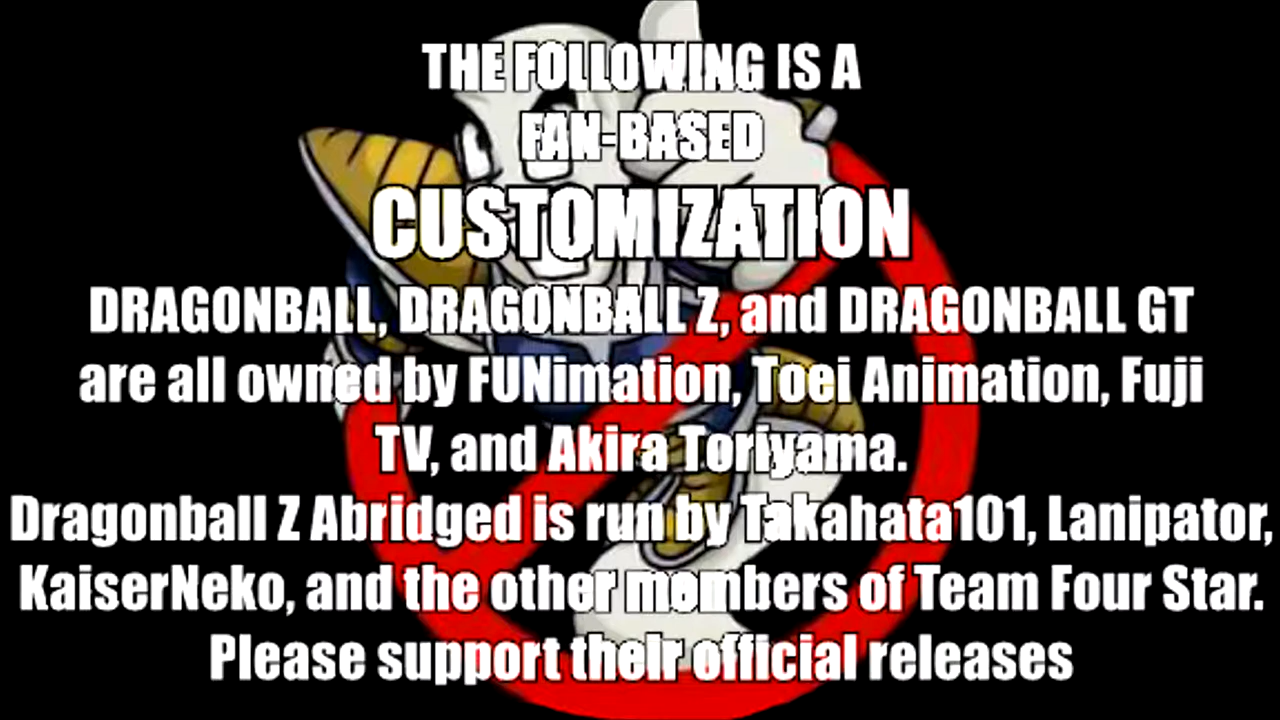 THE FOLLOWING IS A
FAN-BASED
CUSTOMIZATION
DRAGONBALL, DRAGONBALL Z, and DRAGONBALL GT
are all owned by FUNimation, Toei Animation, Fuji
TV, and Akira Toriyama.
Dragonball Z Abridged is run by Takahata101, Lanipator,
KaiserNeko, and the other members of Team Four Star.
Please support their official releases